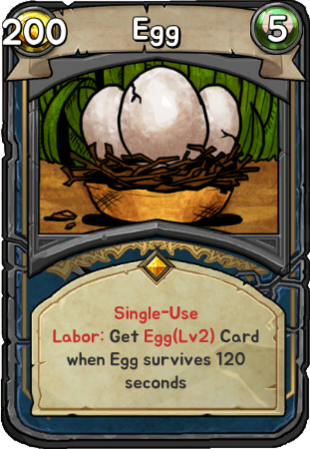 200 Egg 5
Single-Use
Labor: Get Egg(Lv2) Card
when Egg survives 120
seconds